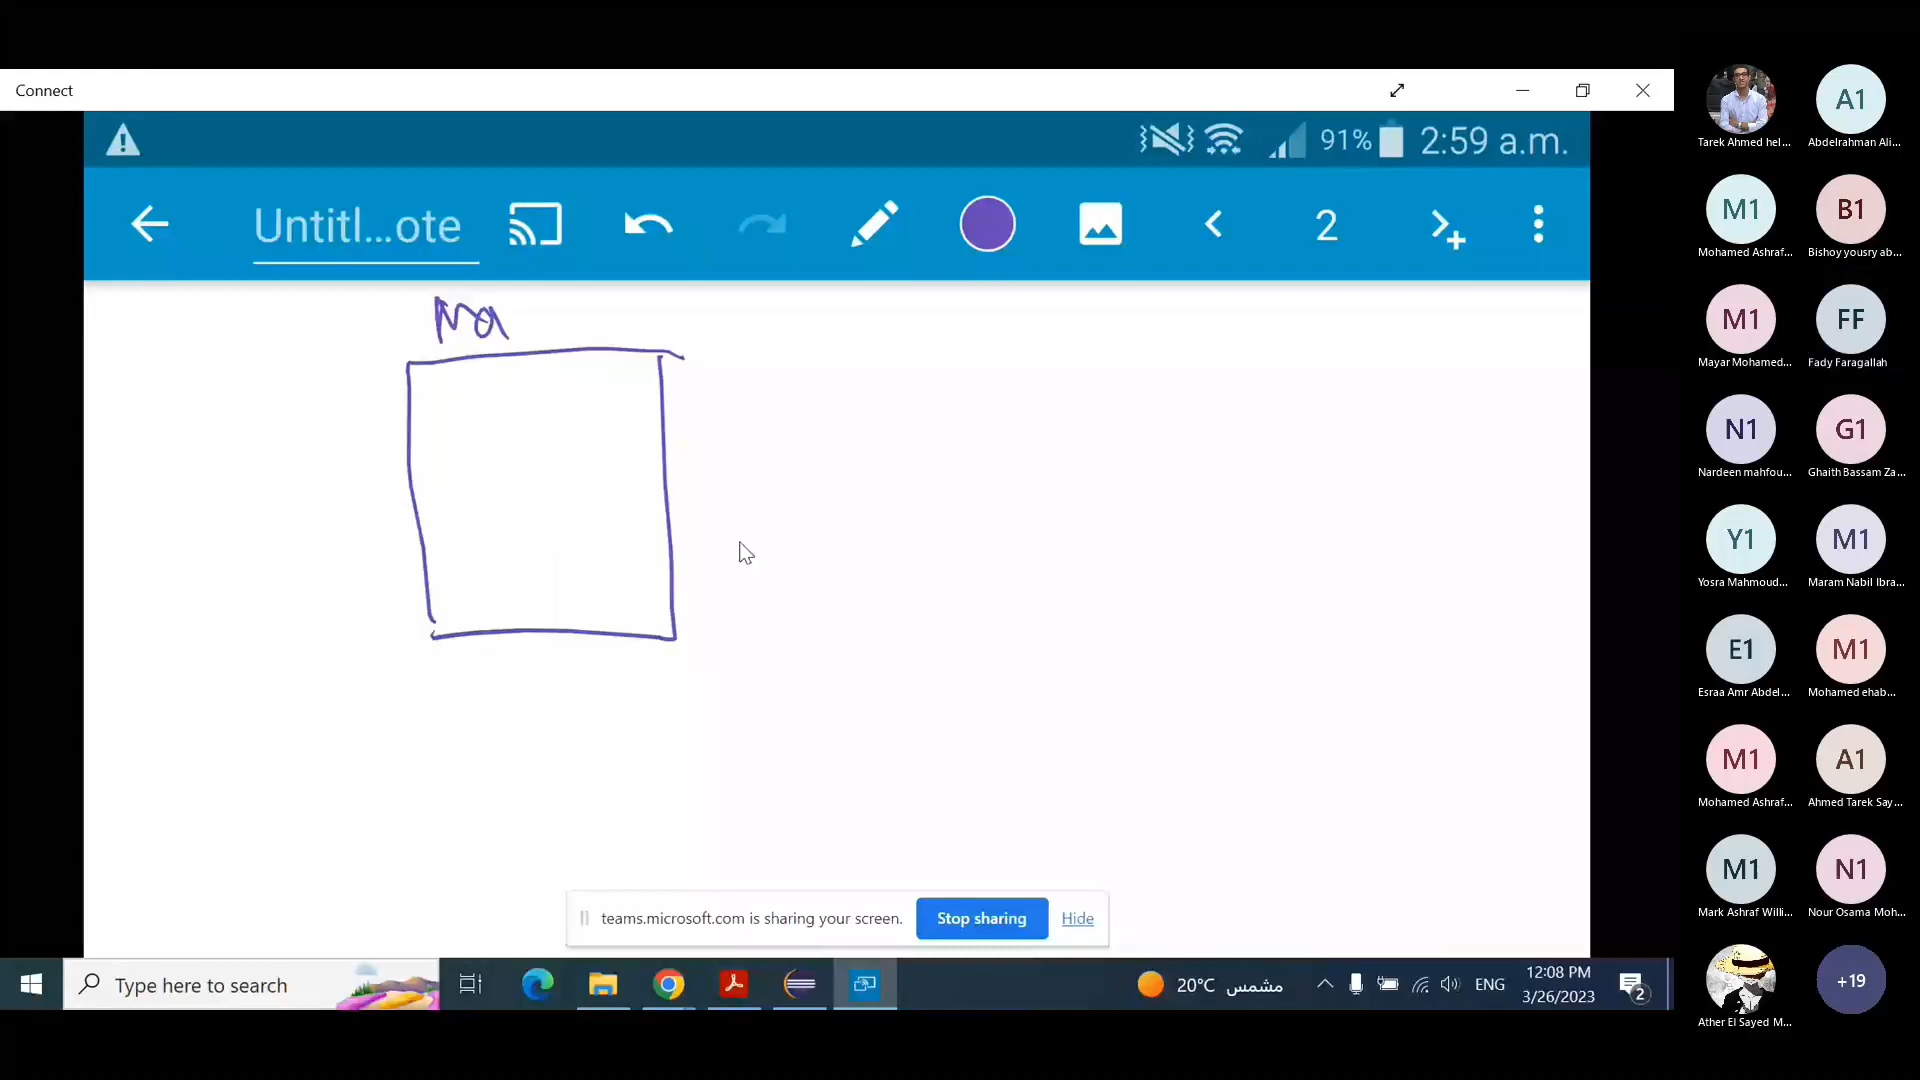 Connect
91% 2:59 a.m.
Untitl...ote 2
Ma
teams.microsoft.com is sharing your screen. Stop sharing Hide
Type here to search
20°C مشمس
ENG
12:08 PM
3/26/2023
2
Tarek Ahmed hel...
A1
Abdelrahman Ali...
M1
Mohamed Ashraf...
B1
Bishoy yousry ab...
M1
Mayar Mohamed...
FF
Fady Faragallah
N1
Nardeen mahfou...
G1
Ghaith Bassam Za...
Y1
Yosra Mahmoud...
M1
Maram Nabil Ibra...
E1
Esraa Amr Abdel...
M1
Mohamed ehab...
M1
Mohamed Ashraf...
A1
Ahmed Tarek Say...
M1
Mark Ashraf Willi...
N1
Nour Osama Moh...
Ather El Sayed M...
+19